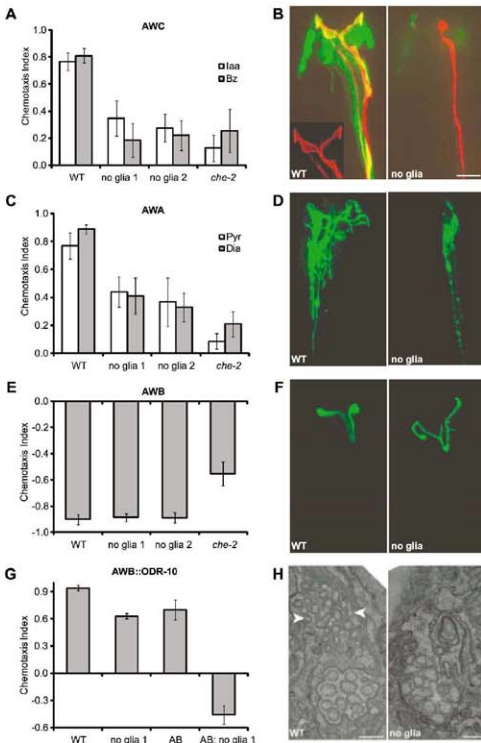 A
AWC
Chemotaxis Index
1.0
0.8
0.6
0.4
0.2
0.0
Iaa
Bz
WT
no glia 1
no glia 2
che-2
B
WT
no glia
C
AWA
Chemotaxis Index
1.0
0.8
0.6
0.4
0.2
0.0
Pyr
Dia
WT
no glia 1
no glia 2
che-2
D
WT
no glia
E
AWB
Chemotaxis Index
0.0
-0.2
-0.4
-0.6
-0.8
-1.0
WT
no glia 1
no glia 2
che-2
F
WT
no glia
G
AWB::ODR-10
Chemotaxis Index
0.9
0.6
0.3
0.0
-0.3
-0.6
WT
no glia 1
AB
AB; no glia 1
H
WT
no glia